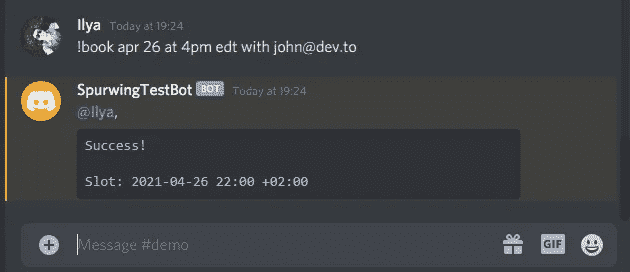 Ilya Today at 19:24
!book apr 26 at 4pm edt with john@dev.to
SpurwingTestBot BOT Today at 19:24
@Ilya,
Success!
Slot: 2021-04-26 22:00 +02:00
Message #demo
GIF